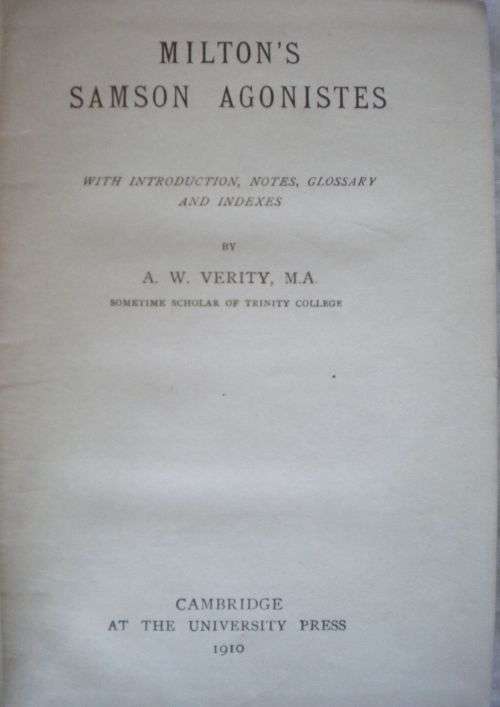 MILTON'S
SAMSON AGONISTES
WITH INTRODUCTION, NOTES, GLOSSARY
AND INDEXES
BY
A. W. VERITY, M.A.
SOMETIME SCHOLAR OF TRINITY COLLEGE
CAMBRIDGE
AT THE UNIVERSITY PRESS
1910